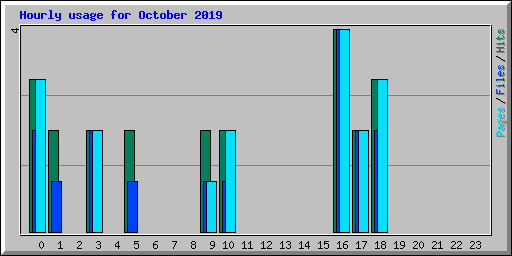 Hourly usage for October 2019
4
Pages / Files / Hits
0 1 2 3 4 5 6 7 8 9 10 11 12 13 14 15 16 17 18 19 20 21 22 23